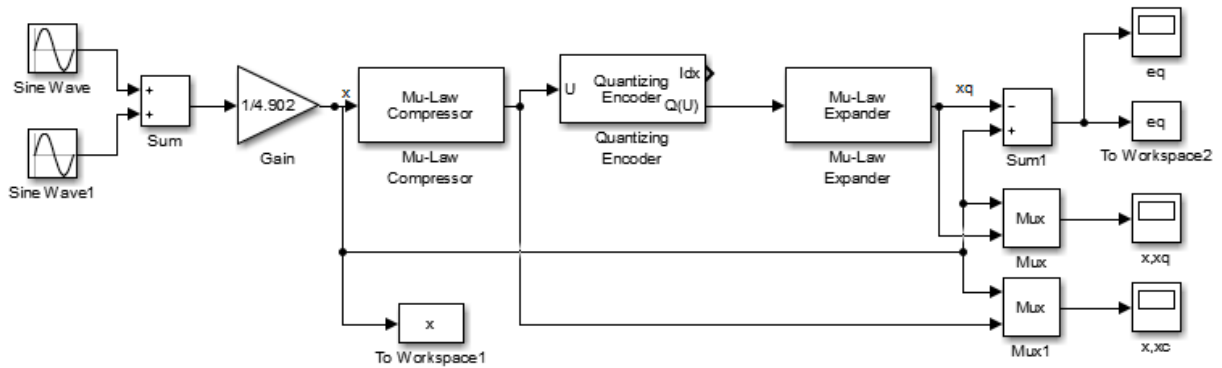 Sine Wave
Sine Wave1
+
+
Sum
1/4.902
Gain
x
Mu-Law
Compressor
Mu-Law
Compressor
U
Quantizing
Encoder
Idx
Q(U)
Quantizing
Encoder
Mu-Law
Expander
Mu-Law
Expander
xq
−
+
Sum1
eq
eq
To Workspace2
Mux
Mux
x,xq
Mux
Mux1
x,xc
x
To Workspace1